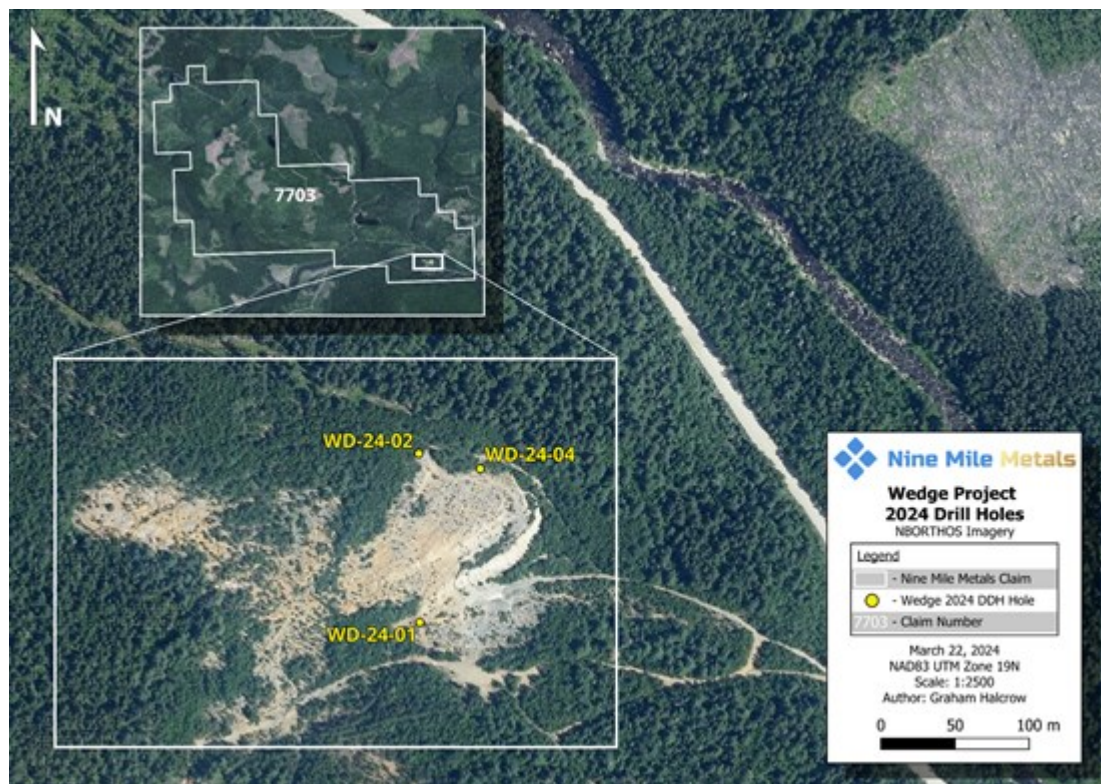 N
7703
WD-24-02
WD-24-04
WD-24-01
Nine Mile Metals
Wedge Project
2024 Drill Holes
NBORTHOS Imagery
Legend
- Nine Mile Metals Claim
- Wedge 2024 DDH Hole
7703 - Claim Number
March 22, 2024
NAD83 UTM Zone 19N
Scale: 1:2500
Author: Graham Halcrow
0 50 100 m